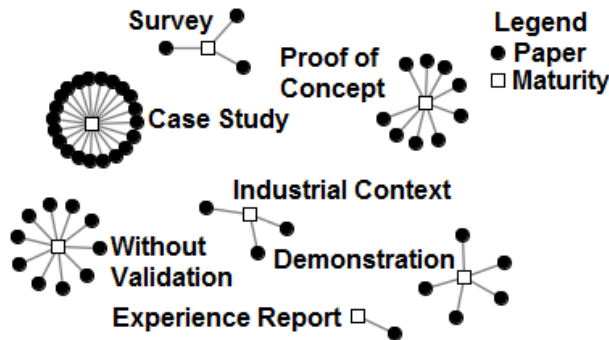 Survey
Legend
Paper
Maturity
Proof of
Concept
Case Study
Industrial Context
Without
Validation
Demonstration
Experience Report